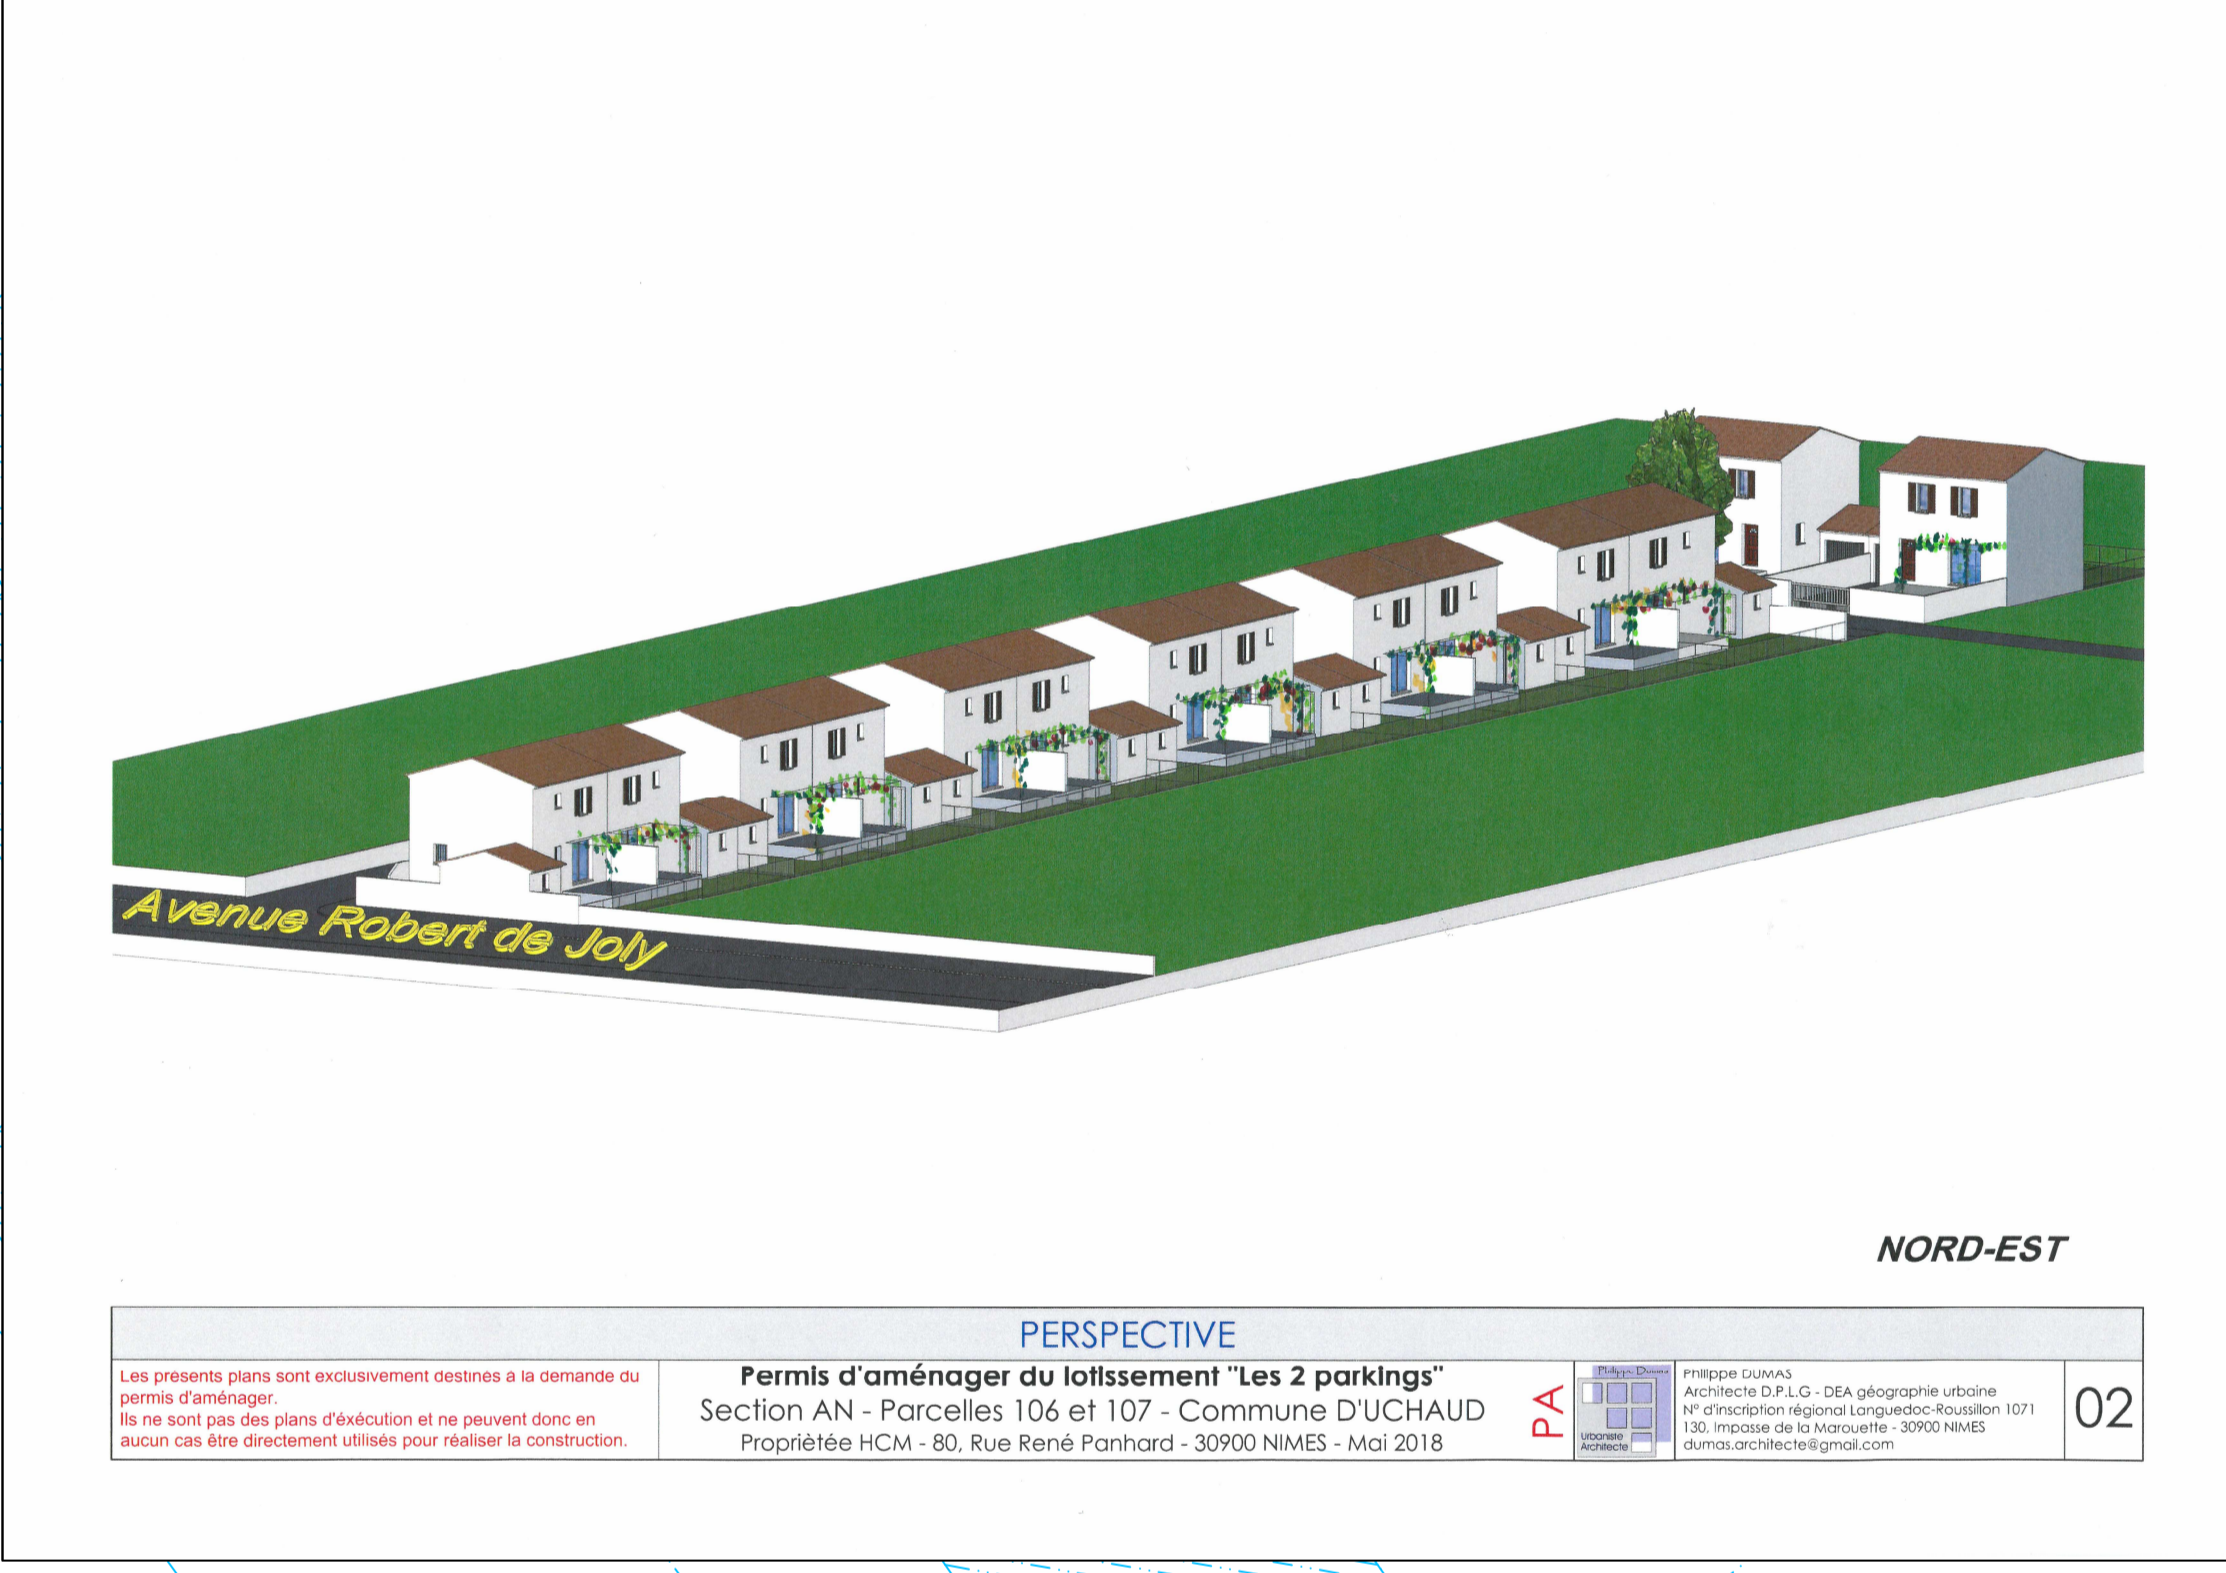 Avenue Robert de Joly
NORD-EST
PERSPECTIVE
Les présents plans sont exclusivement destinés à la demande du
permis d'aménager.
Ils ne sont pas des plans d'éxécution et ne peuvent donc en
aucun cas être directement utilisés pour réaliser la construction.
Permis d'aménager du lotissement "Les 2 parkings"
Section AN - Parcelles 106 et 107 - Commune D'UCHAUD
Propriètée HCM - 80, Rue René Panhard - 30900 NIMES - Mai 2018
PA
Philippe Dumas
Urbaniste
Architecte
Philippe DUMAS
Architecte D.P.L.G - DEA géographie urbaine
N° d'inscription régional Languedoc-Roussillon 1071
130, Impasse de la Marouette - 30900 NIMES
dumas.architecte@gmail.com
02